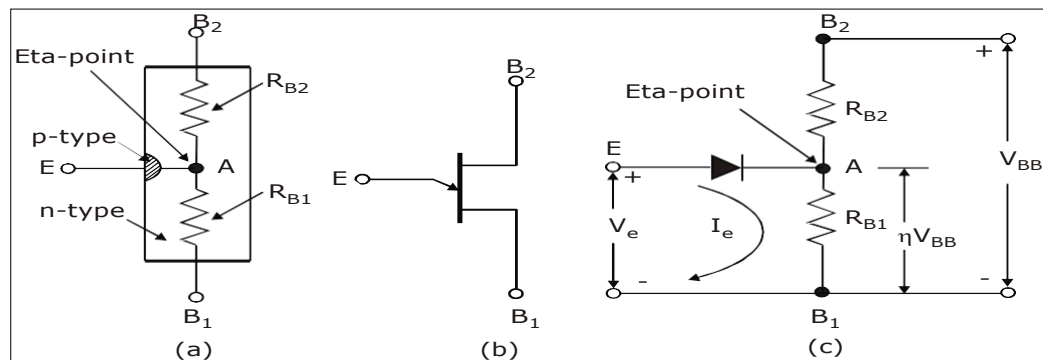 B2
Eta-point
RB2
p-type
E
A
n-type
RB1
B1
(a)
B2
E
B1
(b)
B2
+
Eta-point
RB2
E
+
A
VBB
Ve
Ie
RB1
ηVBB
-
-
B1
(c)